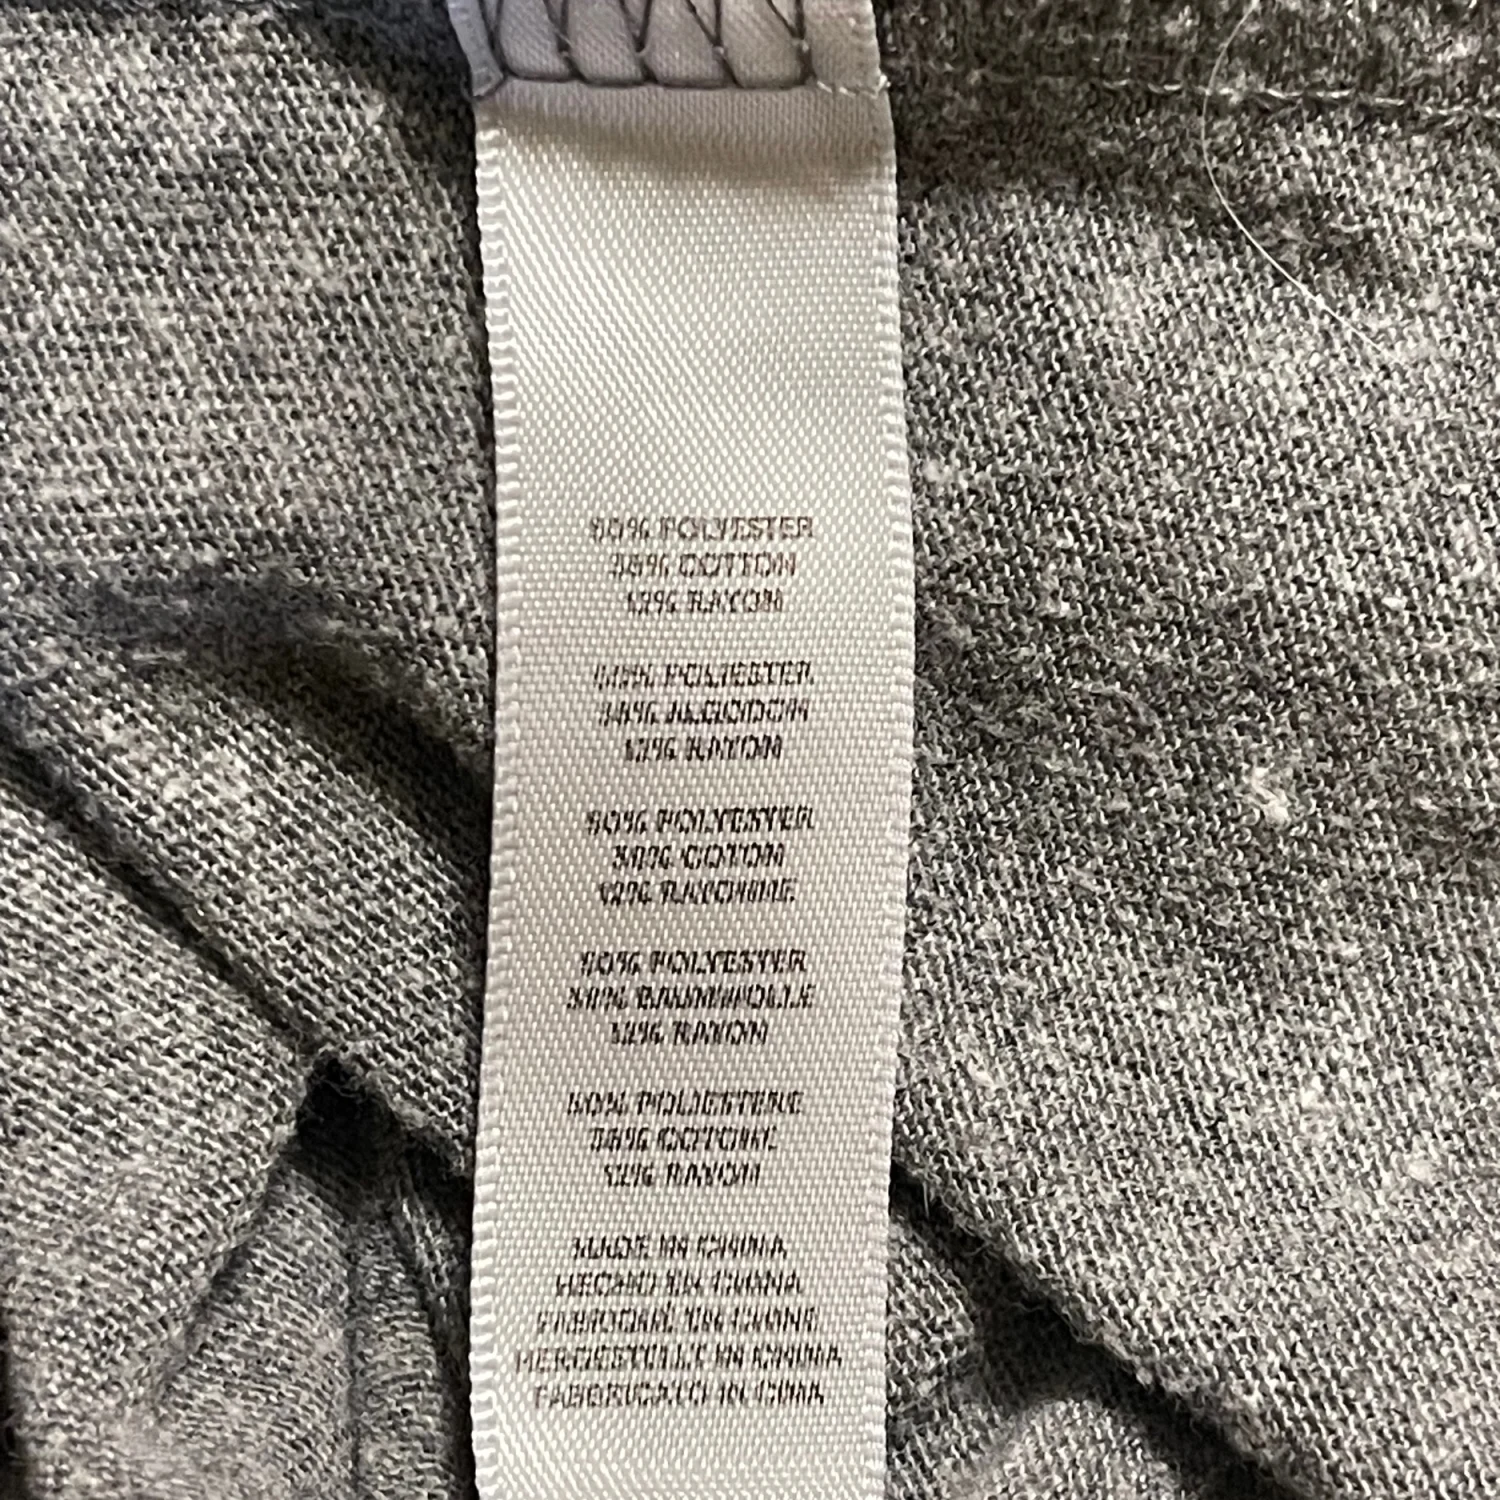 50% POLYESTER
38% COTTON
12% RAYON
50% POLIESTER
38% ALGODON
12% RAYON
50% POLYESTER
38% COTON
12% RAYONNE
50% POLYESTER
38% BAUMWOLLE
12% RAYON
50% POLIESTERE
38% COTONE
12% RAYON
MADE IN CHINA
HECHO EN CHINA
FABRIQUÉ EN CHINE
HERGESTELLT IN CHINA
FABBRICATO IN CINA